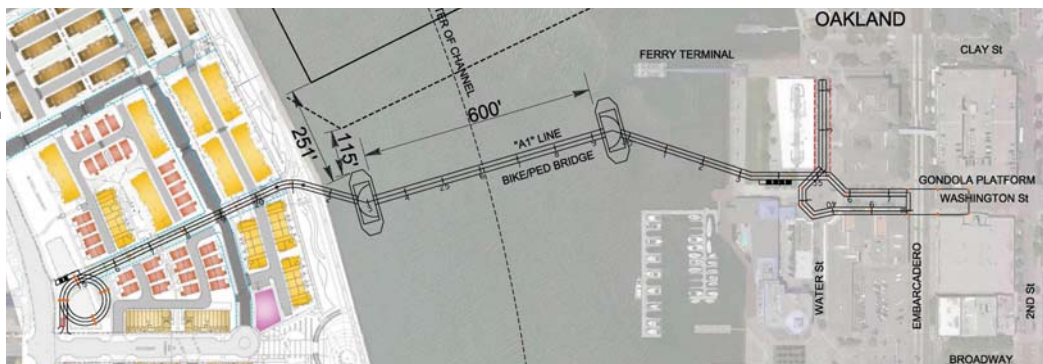 OAKLAND
CLAY St
FERRY TERMINAL
TER OF CHANNEL
600'
251'
115'
"A1" LINE
BIKE/PED BRIDGE
GONDOLA PLATFORM
WASHINGTON St
WATER St
EMBARCADERO
2ND St
BROADWAY